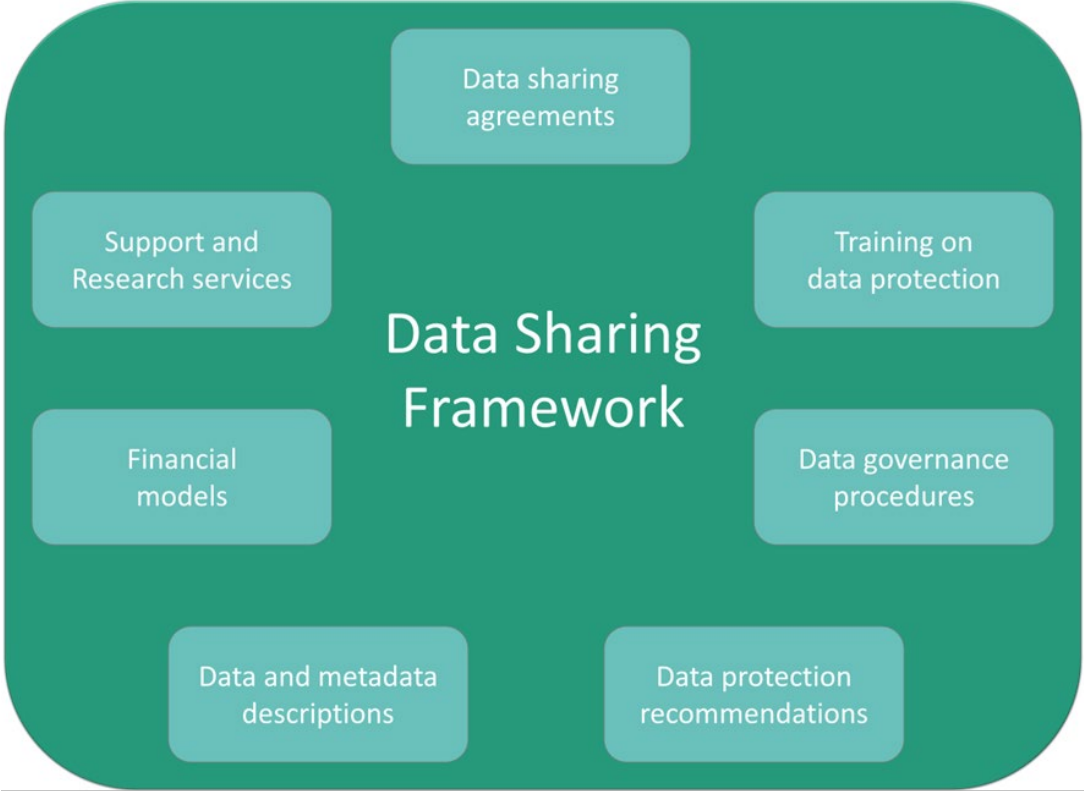 Data sharing
agreements
Support and
Research services
Training on
data protection
Data Sharing
Framework
Financial
models
Data governance
procedures
Data and metadata
descriptions
Data protection
recommendations